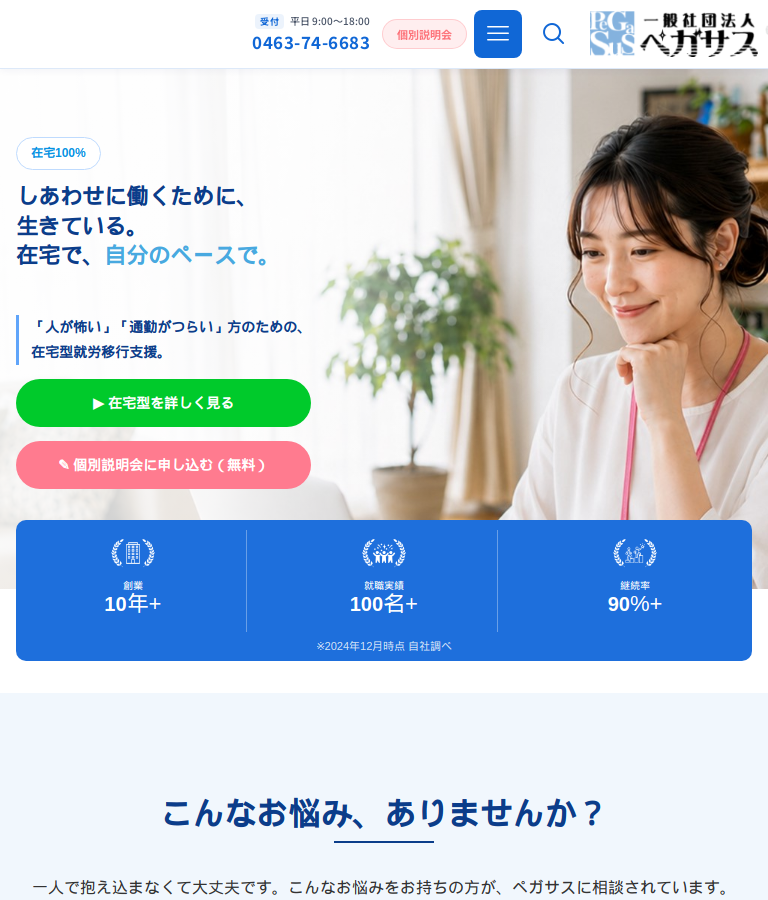 受付 平日 9:00〜18:00
0463-74-6683
個別説明会
PeGaSuS
一般社団法人
ペガサス
在宅100%
しあわせに働くために、
生きている。
在宅で、自分のペースで。
「人が怖い」「通勤がつらい」方のための、
在宅型就労移行支援。
▶ 在宅型を詳しく見る
✎ 個別説明会に申し込む（無料）
創業
10年+
就職実績
100名+
継続率
90%+
※2024年12月時点 自社調べ
こんなお悩み、ありませんか？
一人で抱え込まなくて大丈夫です。こんなお悩みをお持ちの方が、ペガサスに相談されています。